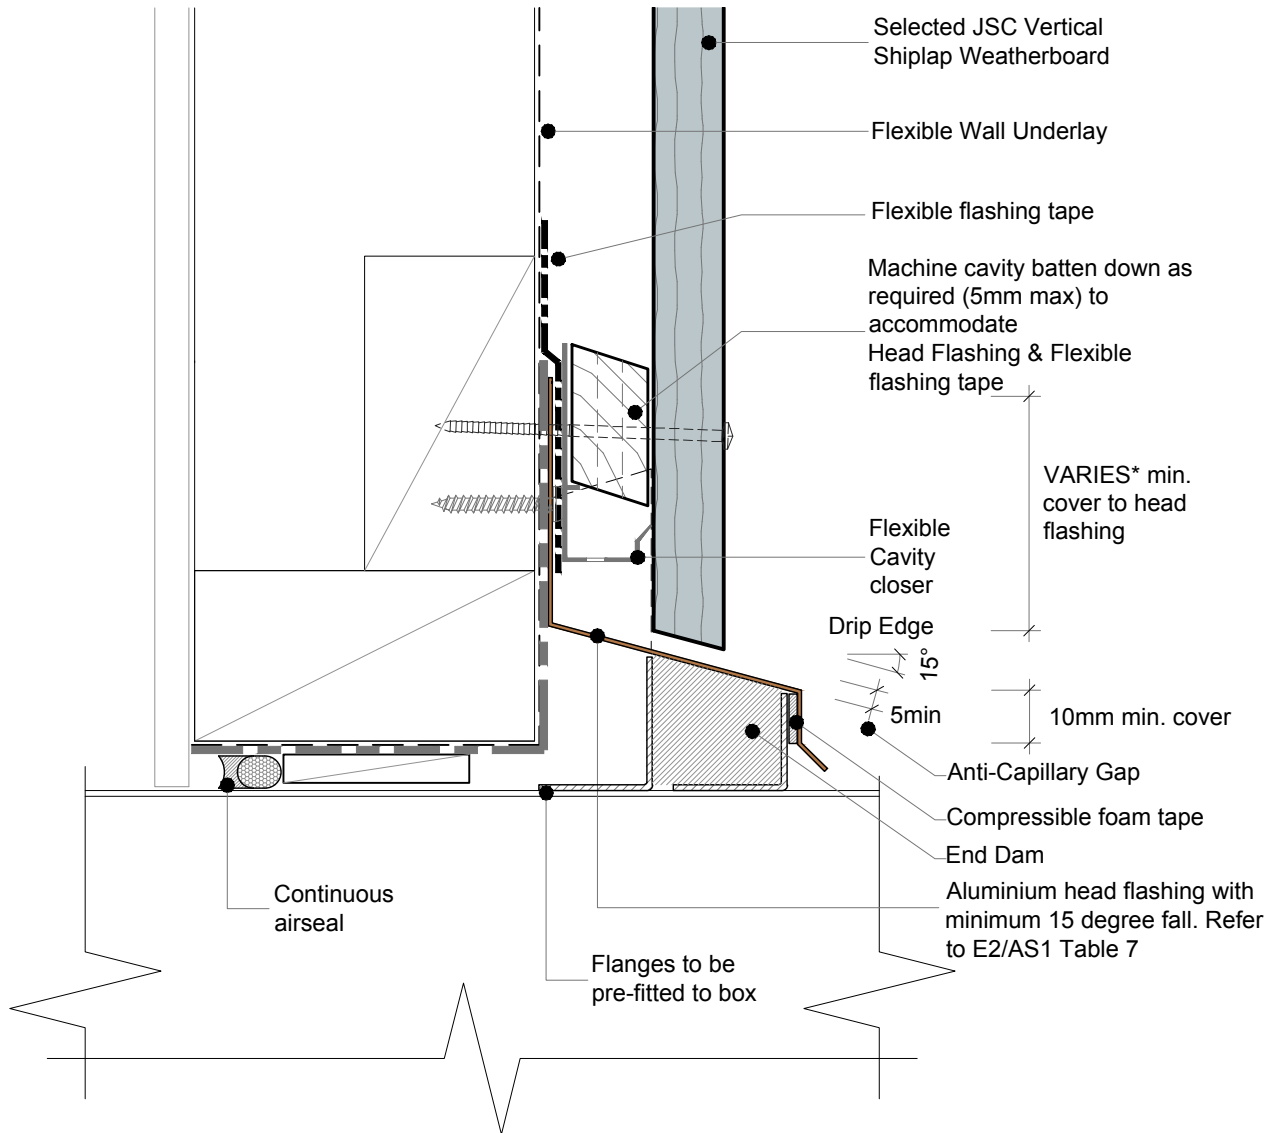 Selected JSC Vertical
Shiplap Weatherboard
Flexible Wall Underlay
Flexible flashing tape
Machine cavity batten down as
required (5mm max) to
accommodate
Head Flashing & Flexible
flashing tape
VARIES* min.
cover to head
flashing
Flexible
Cavity
closer
Drip Edge
15°
5min
10mm min. cover
Anti-Capillary Gap
Compressible foam tape
End Dam
Aluminium head flashing with
minimum 15 degree fall. Refer
to E2/AS1 Table 7
Continuous
airseal
Flanges to be
pre-fitted to box